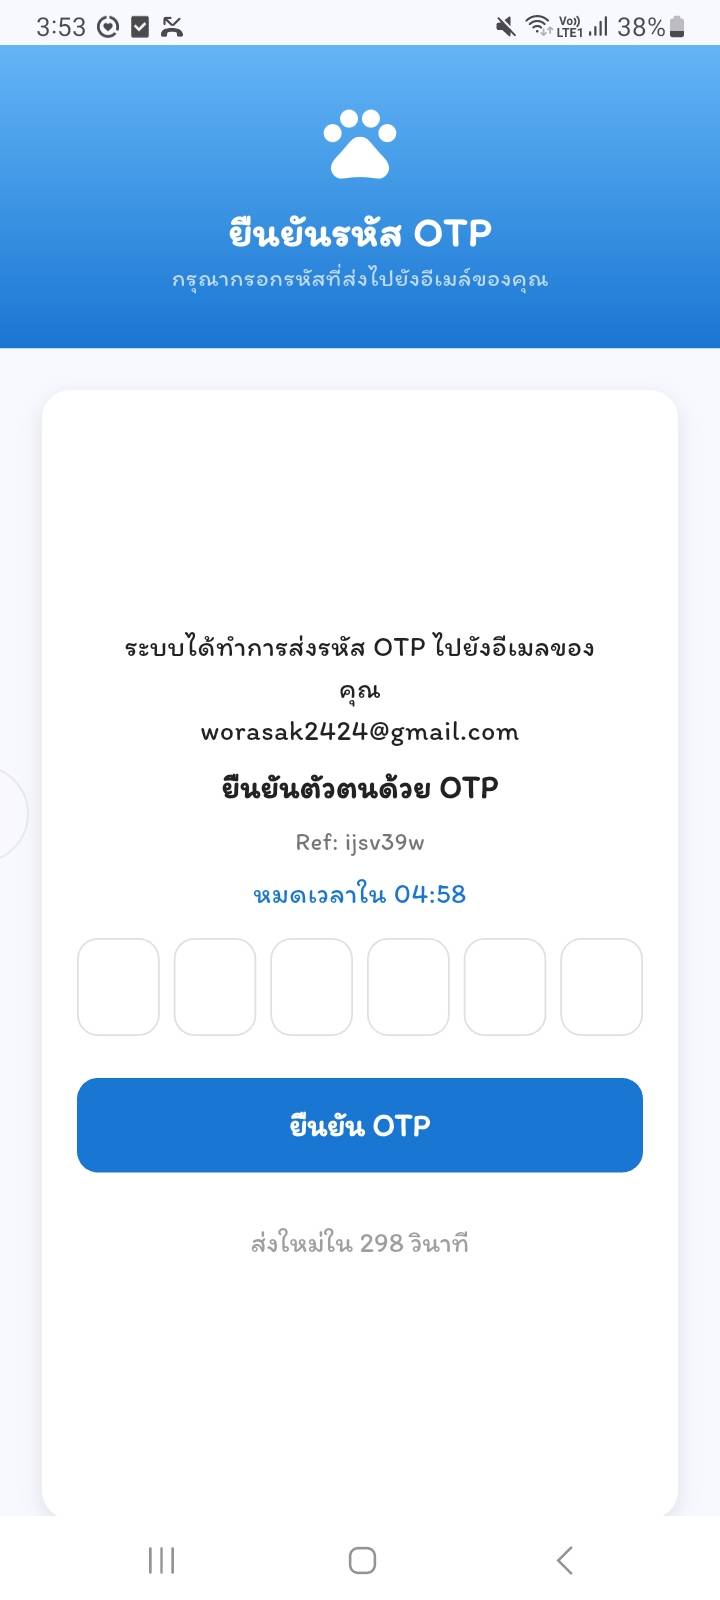 3:53
Vo))
LTE1
38%
ยืนยันรหัส OTP
กรุณากรอกรหัสที่ส่งไปยังอีเมล์ของคุณ
ระบบได้ทำการส่งรหัส OTP ไปยังอีเมลของ
คุณ
worasak2424@gmail.com
ยืนยันตัวตนด้วย OTP
Ref: ijsv39w
หมดเวลาใน 04:58
ยืนยัน OTP
ส่งใหม่ใน 298 วินาที